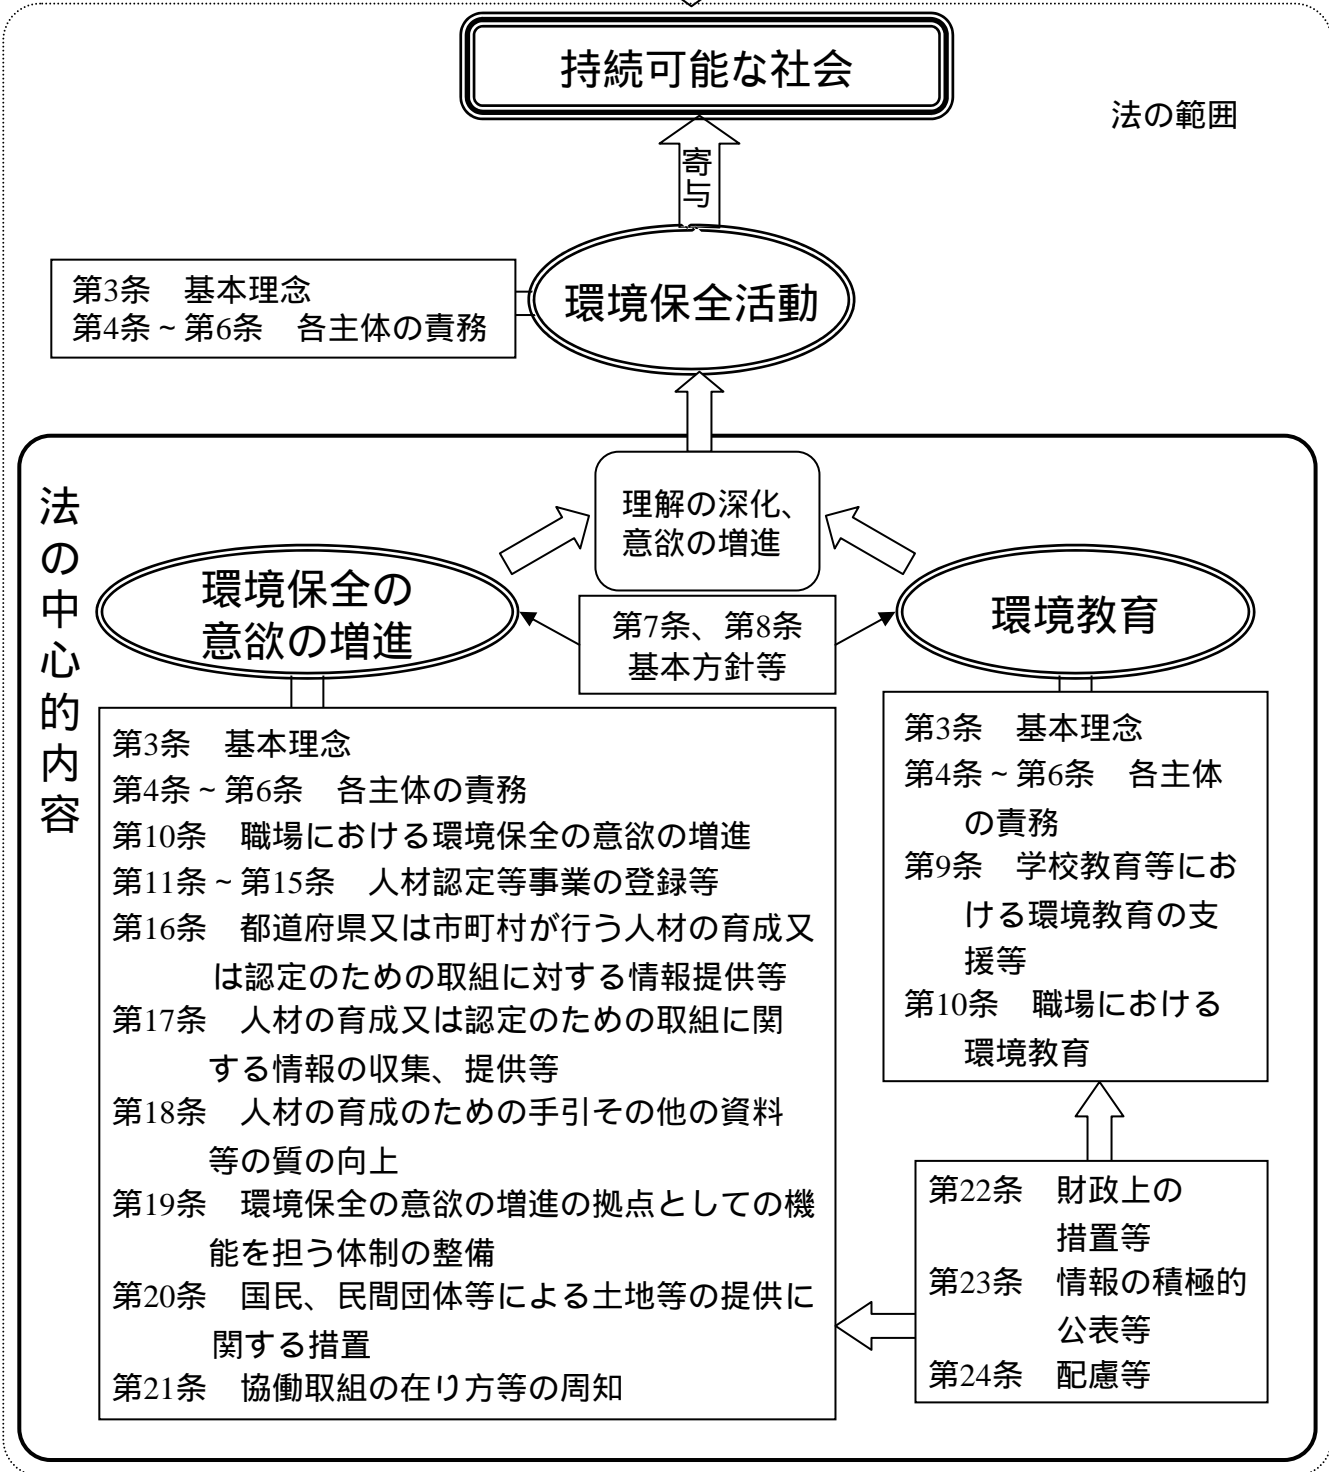 持続可能な社会
法の範囲
寄与
環境保全活動
第3条　基本理念
第4条~第6条　各主体の責務
法の中心的内容
理解の深化、
意欲の増進
環境保全の
意欲の増進
第7条、第8条
基本方針等
環境教育
第3条　基本理念
第4条~第6条　各主体の責務
第10条　職場における環境保全の意欲の増進
第11条~第15条　人材認定等事業の登録等
第16条　都道府県又は市町村が行う人材の育成又
は認定のための取組に対する情報提供等
第17条　人材の育成又は認定のための取組に関
する情報の収集、提供等
第18条　人材の育成のための手引その他の資料
等の質の向上
第19条　環境保全の意欲の増進の拠点としての機
能を担う体制の整備
第20条　国民、民間団体等による土地等の提供に
関する措置
第21条　協働取組の在り方等の周知
第3条　基本理念
第4条~第6条　各主体
の責務
第9条　学校教育等にお
ける環境教育の支
援等
第10条　職場における
環境教育
第22条　財政上の
措置等
第23条　情報の積極的
公表等
第24条　配慮等